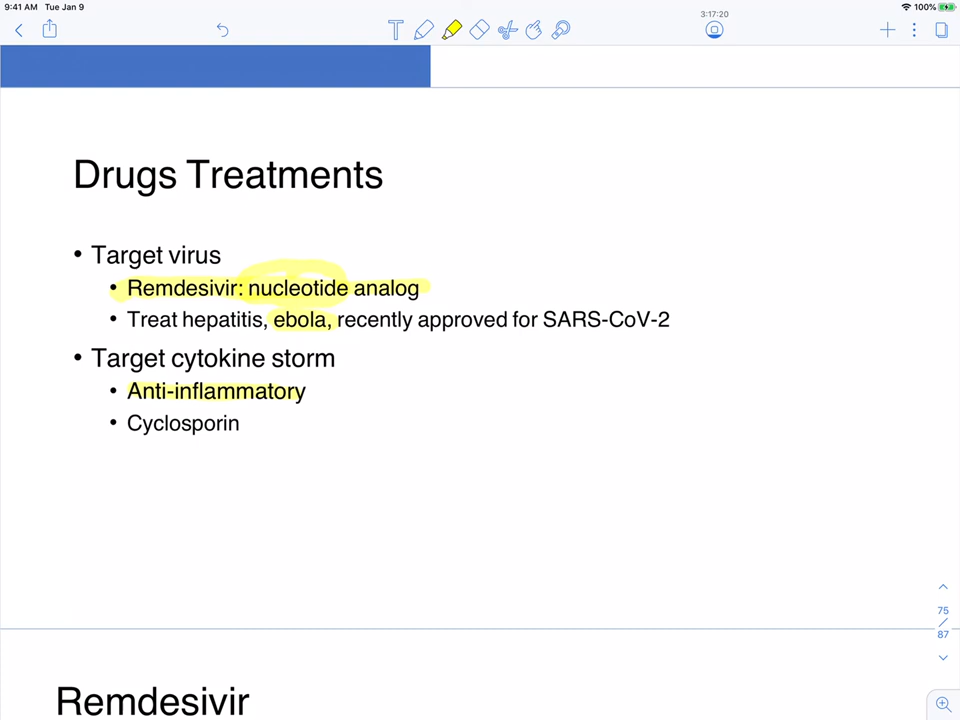 9:41 AM Tue Jan 9
100%
3:17:20
T
Drugs Treatments
• Target virus
• Remdesivir: nucleotide analog
• Treat hepatitis, ebola, recently approved for SARS-CoV-2
• Target cytokine storm
• Anti-inflammatory
• Cyclosporin
75
/
87
Remdesivir